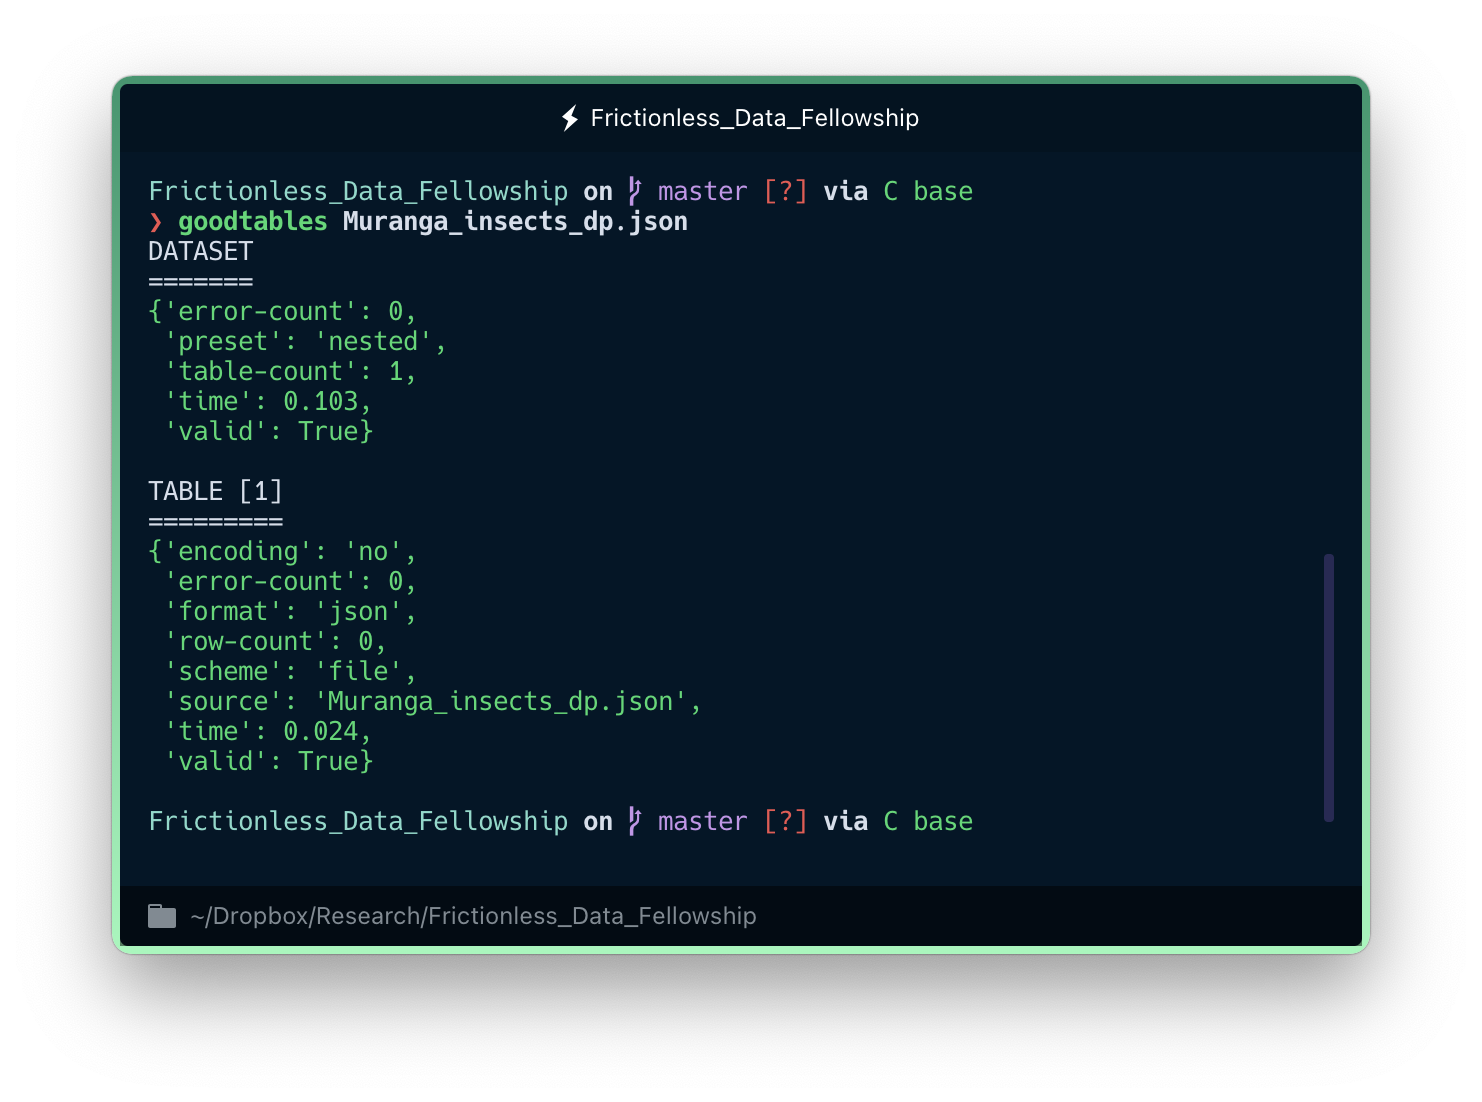 Frictionless_Data_Fellowship
Frictionless_Data_Fellowship on master [?] via C base
❯ goodtables Muranga_insects_dp.json
DATASET
=======
{'error-count': 0,
 'preset': 'nested',
 'table-count': 1,
 'time': 0.103,
 'valid': True}
TABLE [1]
=========
{'encoding': 'no',
 'error-count': 0,
 'format': 'json',
 'row-count': 0,
 'scheme': 'file',
 'source': 'Muranga_insects_dp.json',
 'time': 0.024,
 'valid': True}
Frictionless_Data_Fellowship on master [?] via C base
~/Dropbox/Research/Frictionless_Data_Fellowship